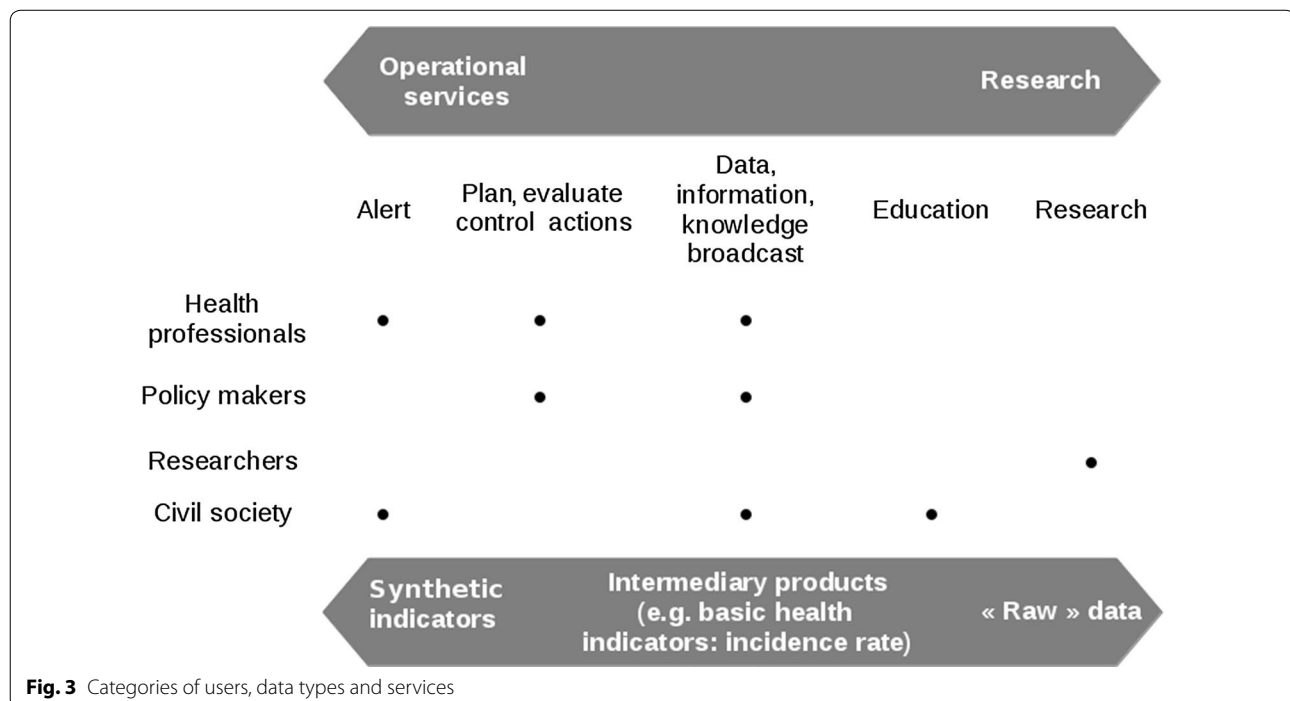 Operational
services
Research
Alert
Plan, evaluate
control actions
Data,
information,
knowledge
broadcast
Education
Research
Health
professionals
Policy makers
Researchers
Civil society
Synthetic
indicators
Intermediary products
(e.g. basic health
indicators: incidence rate)
« Raw » data
Fig. 3 Categories of users, data types and services